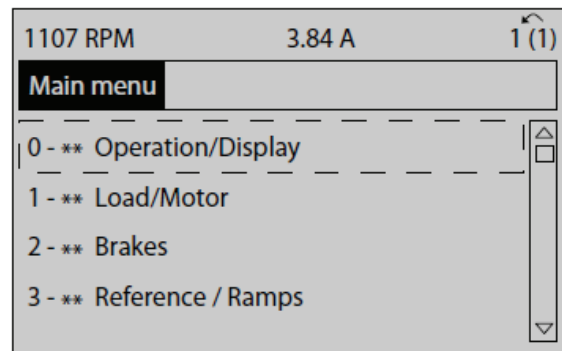 1107 RPM 3.84 A 1 (1)
Main menu
0 - ** Operation/Display
1 - ** Load/Motor
2 - ** Brakes
3 - ** Reference / Ramps